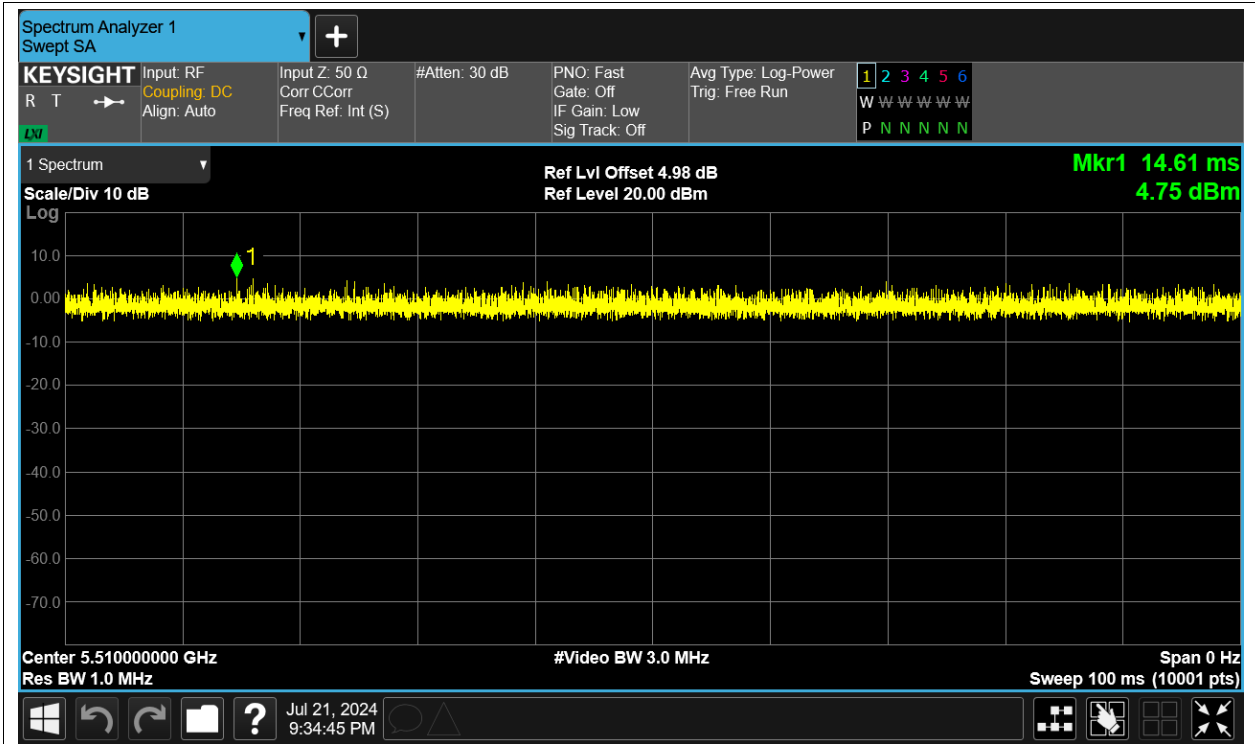 Spectrum Analyzer 1
Swept SA
KEYSIGHT
R T
LXI
Input: RF
Coupling: DC
Align: Auto
Input Z: 50 Ω
Corr CCorr
Freq Ref: Int (S)
#Atten: 30 dB
PNO: Fast
Gate: Off
IF Gain: Low
Sig Track: Off
Avg Type: Log-Power
Trig: Free Run
1 2 3 4 5 6
W W W W W W
P N N N N N
1 Spectrum
Scale/Div 10 dB
Log
Ref Lvl Offset 4.98 dB
Ref Level 20.00 dBm
Mkr1 14.61 ms
4.75 dBm
1
10.0
0.00
-10.0
-20.0
-30.0
-40.0
-50.0
-60.0
-70.0
Center 5.510000000 GHz
Res BW 1.0 MHz
#Video BW 3.0 MHz
Span 0 Hz
Sweep 100 ms (10001 pts)
?
Jul 21, 2024
9:34:45 PM